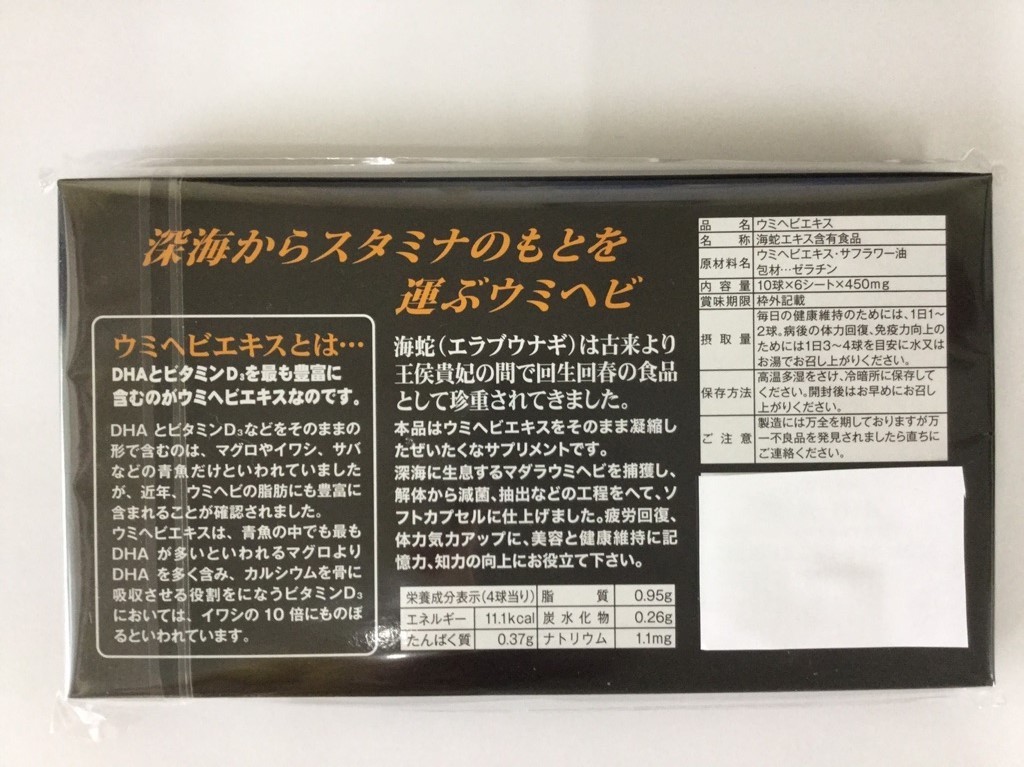 深海からスタミナのもとを
運ぶウミヘビ
ウミヘビエキスとは…
DHAとビタミンD₃を最も豊富に
含むのがウミヘビエキスなのです。
DHAとビタミンD₃などをそのままの
形で含むのは、マグロやイワシ、サバ
などの青魚だけといわれていました
が、近年、ウミヘビの脂肪にも豊富に
含まれることが確認されました。
ウミヘビエキスは、青魚の中でも最も
DHAが多いといわれるマグロより
DHAを多く含み、カルシウムを骨に
吸収させる役割をになうビタミンD₃
においては、イワシの10倍にものぼ
るといわれています。
海蛇（エラブウナギ）は古来より
王侯貴妃の間で回生回春の食品
として珍重されてきました。
本品はウミヘビエキスをそのまま凝縮し
たぜいたくなサプリメントです。
深海に生息するマダラウミヘビを捕獲し、
解体から滅菌、抽出などの工程をへて、ソ
フトカプセルに仕上げました。疲労回復、
体力気力アップに、美容と健康維持に記
憶力、知力の向上にお役立て下さい。
栄養成分表示(4球当り) 脂質 0.95g
エネルギー 11.1kcal 炭水化物 0.26g
たんぱく質 0.37g ナトリウム 1.1mg
品名 ウミヘビエキス
名称 海蛇エキス含有食品
原材料名 ウミヘビエキス・サフラワー油
包材…ゼラチン
内容量 10球×6シート×450mg
賞味期限 枠外記載
摂取量 毎日の健康維持のためには、1日1〜
2球。病後の体力回復、免疫力向上の
ためには1日3〜4球を目安に水又は
お湯でお召し上がりください。
保存方法 高温多湿をさけ、冷暗所に保存して
ください。開封後はお早めにお召し
上がりください。
ご注意 製造には万全を期しておりますが万
一不良品を発見されましたら直ちに
ご連絡ください。